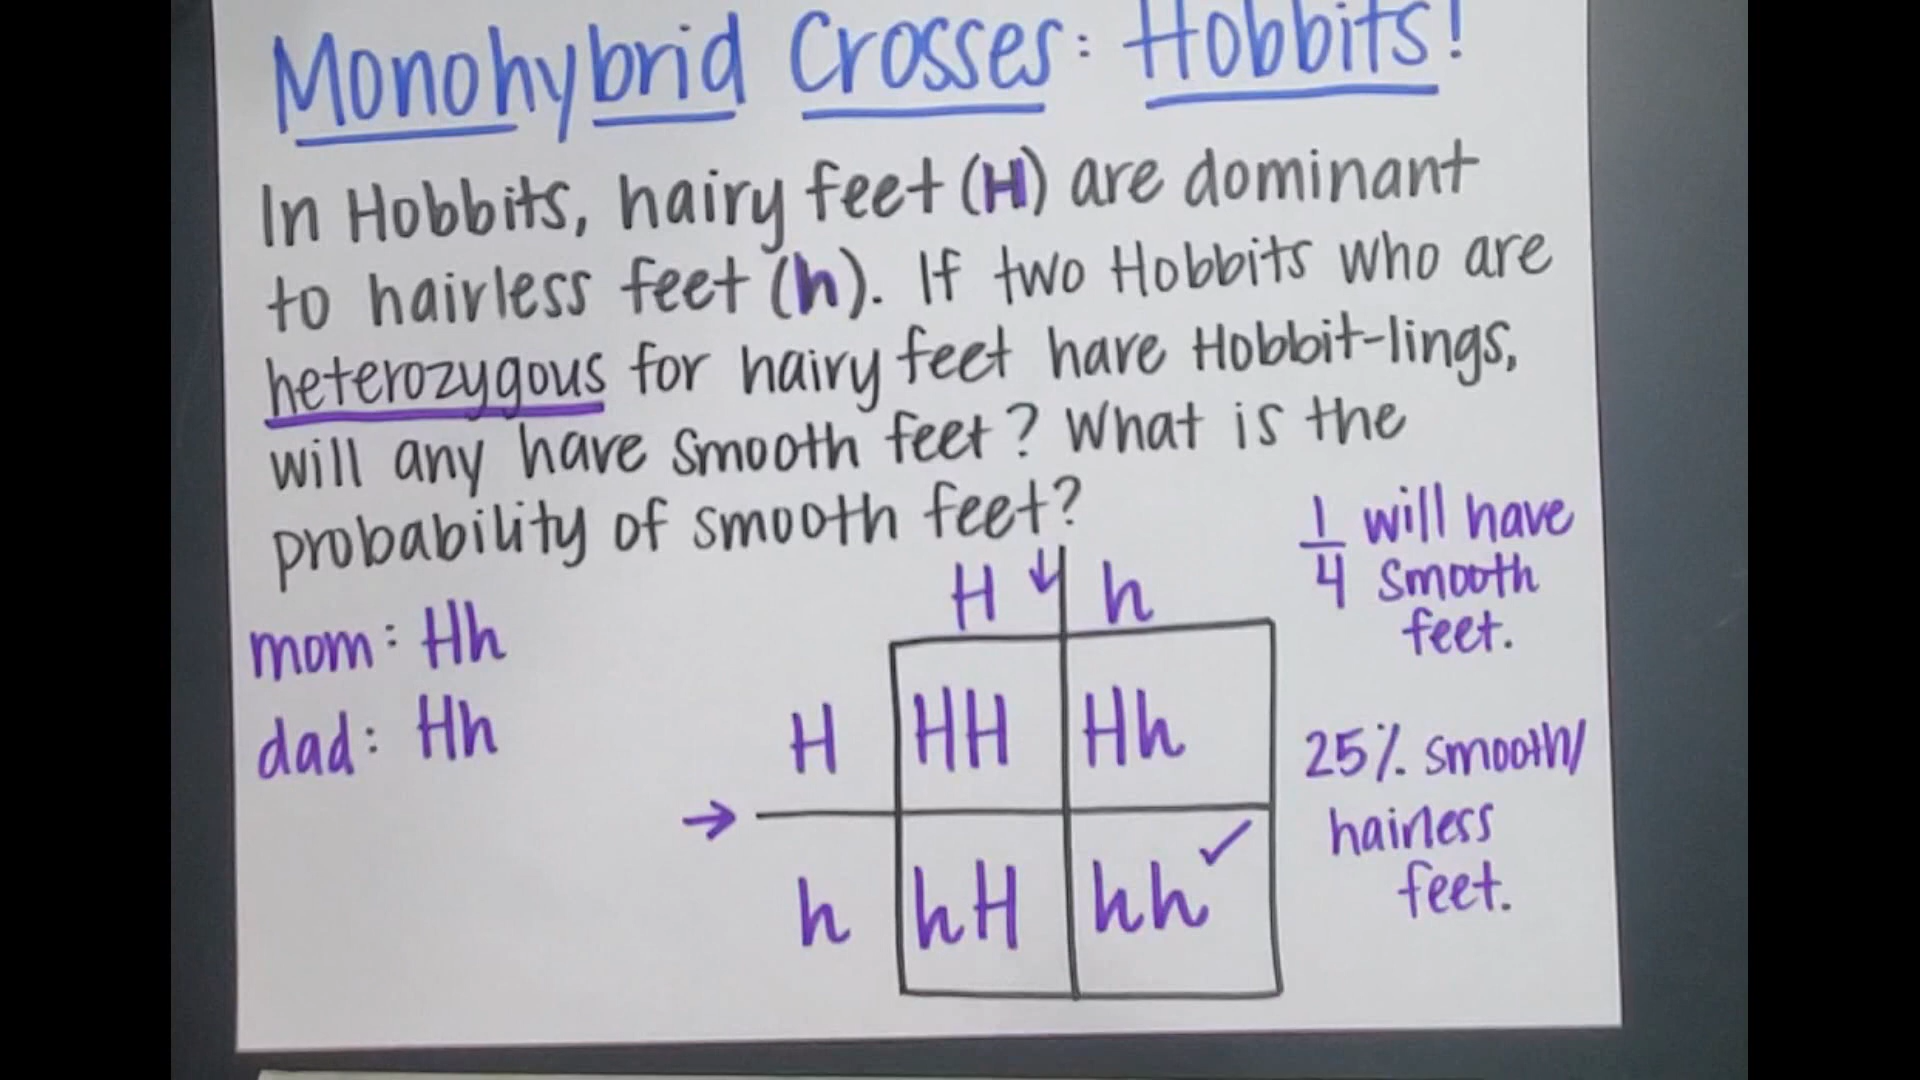 Monohybrid Crosses: Hobbits!
In Hobbits, hairy feet (H) are dominant
to hairless feet (h). If two Hobbits who are
heterozygous for hairy feet have Hobbit-lings,
will any have smooth feet? What is the
probability of smooth feet?
1/4 will have
smooth
feet.
mom: Hh
dad: Hh
H h
H HH Hh
h hH hh ✓
25% smooth/
hairless
feet.